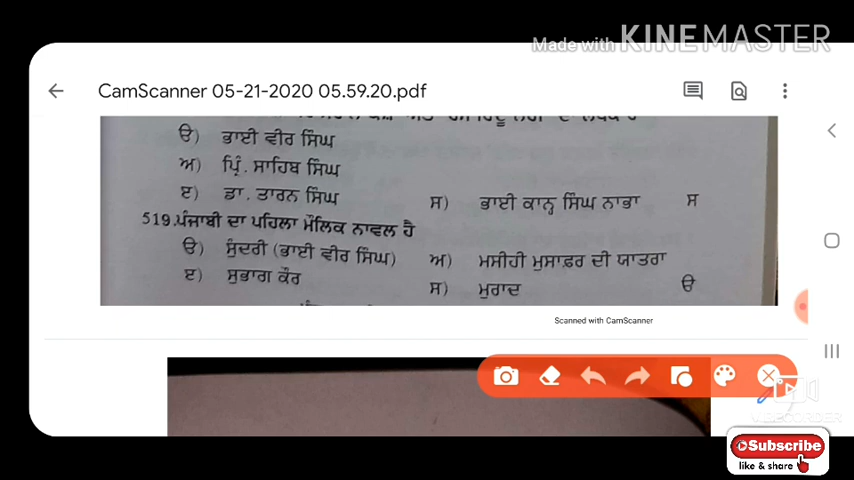 Made with KINEMASTER
CamScanner 05-21-2020 05.59.20.pdf
ੳ) ਭਾਈ ਵੀਰ ਸਿੰਘ
ਅ) ਪ੍ਰਿੰ. ਸਾਹਿਬ ਸਿੰਘ
ੲ) ਡਾ. ਤਾਰਨ ਸਿੰਘ ਸ) ਭਾਈ ਕਾਨ੍ਹ ਸਿੰਘ ਨਾਭਾ ਸ
519.ਪੰਜਾਬੀ ਦਾ ਪਹਿਲਾ ਮੌਲਿਕ ਨਾਵਲ ਹੈ
ੳ) ਸੁੰਦਰੀ (ਭਾਈ ਵੀਰ ਸਿੰਘ) ਅ) ਮਸੀਹੀ ਮੁਸਾਫ਼ਰ ਦੀ ਯਾਤਰਾ
ੲ) ਸੁਭਾਗ ਕੌਰ ਸ) ਮੁਰਾਦ ੳ
Scanned with CamScanner
Subscribe
like & share